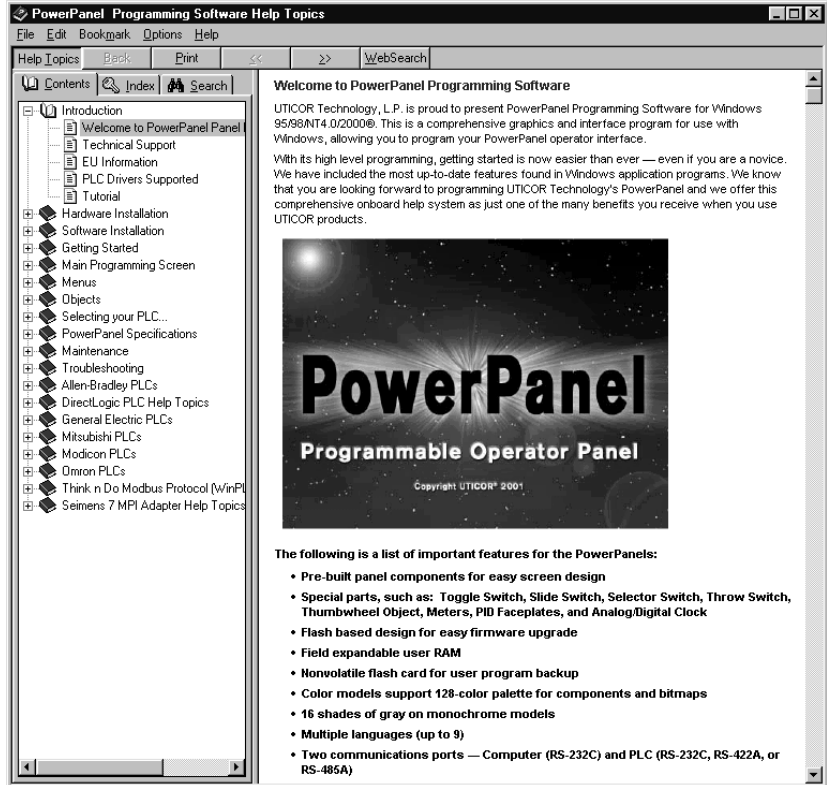 PowerPanel Programming Software Help Topics
File Edit Bookmark Options Help
Help Topics Back Print << >> WebSearch
Contents Index Search
Introduction
Welcome to PowerPanel Panel
Technical Support
EU Information
PLC Drivers Supported
Tutorial
Hardware Installation
Software Installation
Getting Started
Main Programming Screen
Menus
Objects
Selecting your PLC...
PowerPanel Specifications
Maintenance
Troubleshooting
Allen-Bradley PLCs
DirectLogic PLC Help Topics
General Electric PLCs
Mitsubishi PLCs
Modicon PLCs
Omron PLCs
Think n Do Modbus Protocol (WinPL
Seimens 7 MPI Adapter Help Topics
Welcome to PowerPanel Programming Software
UTICOR Technology, L.P. is proud to present PowerPanel Programming Software for Windows
95/98/NT4.0/2000®. This is a comprehensive graphics and interface program for use with
Windows, allowing you to program your PowerPanel operator interface.
With its high level programming, getting started is now easier than ever — even if you are a novice.
We have included the most up-to-date features found in Windows application programs. We know
that you are looking forward to programming UTICOR Technology's PowerPanel and we offer this
comprehensive onboard help system as just one of the many benefits you receive when you use
UTICOR products.
PowerPanel
Programmable Operator Panel
Copyright UTICOR® 2001
The following is a list of important features for the PowerPanels:
• Pre-built panel components for easy screen design
• Special parts, such as: Toggle Switch, Slide Switch, Selector Switch, Throw Switch,
Thumbwheel Object, Meters, PID Faceplates, and Analog/Digital Clock
• Flash based design for easy firmware upgrade
• Field expandable user RAM
• Nonvolatile flash card for user program backup
• Color models support 128-color palette for components and bitmaps
• 16 shades of gray on monochrome models
• Multiple languages (up to 9)
• Two communications ports — Computer (RS-232C) and PLC (RS-232C, RS-422A, or
RS-485A)